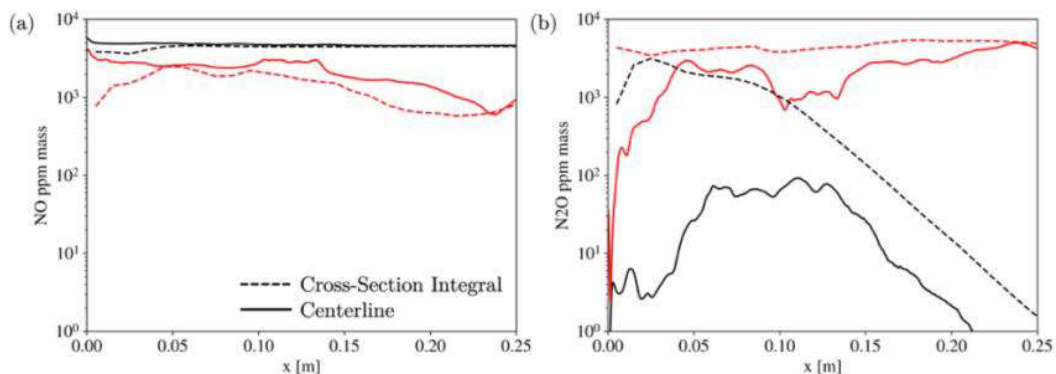 (a)
NO ppm mass
10^4
10^3
10^2
10^1
10^0
Cross-Section Integral
Centerline
0.00 0.05 0.10 0.15 0.20 0.25
x [m]
(b)
N2O ppm mass
10^4
10^3
10^2
10^1
10^0
0.00 0.05 0.10 0.15 0.20 0.25
x [m]